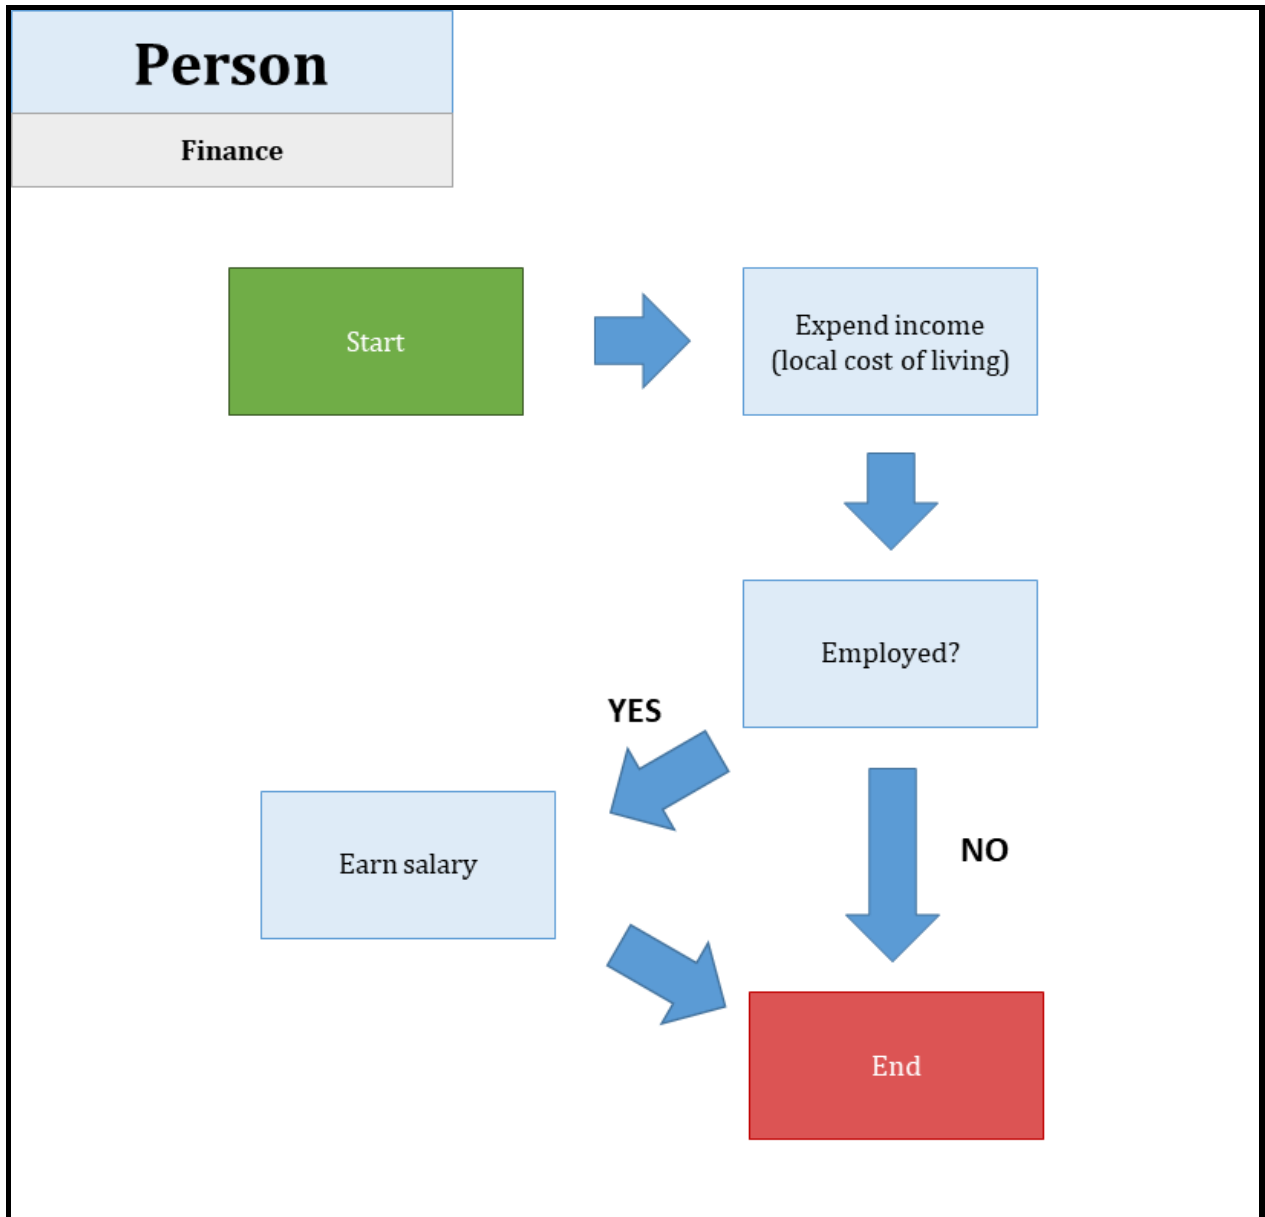 Person
Finance
Start
Expend income
(local cost of living)
Employed?
YES
Earn salary
NO
End